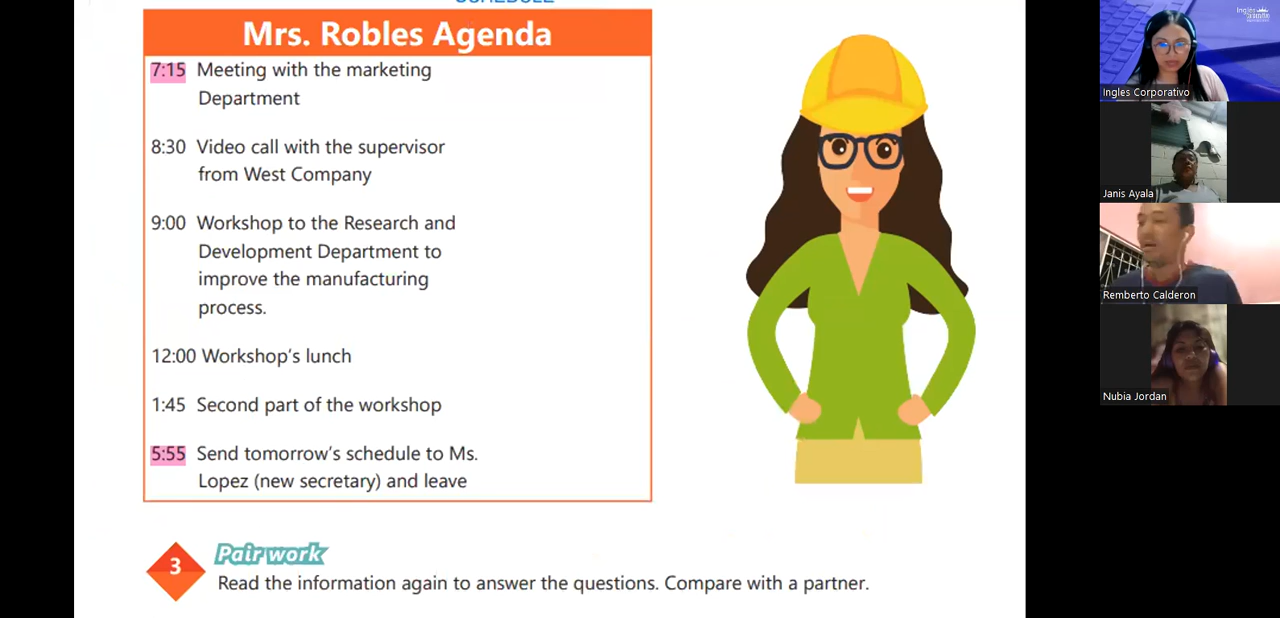 Mrs. Robles Agenda
7:15 Meeting with the marketing
Department
8:30 Video call with the supervisor
from West Company
9:00 Workshop to the Research and
Development Department to
improve the manufacturing
process.
12:00 Workshop's lunch
1:45 Second part of the workshop
5:55 Send tomorrow's schedule to Ms.
Lopez (new secretary) and leave
3
Pair work
Read the information again to answer the questions. Compare with a partner.
Ingles Corporativo
Janis Ayala
Remberto Calderon
Nubia Jordan